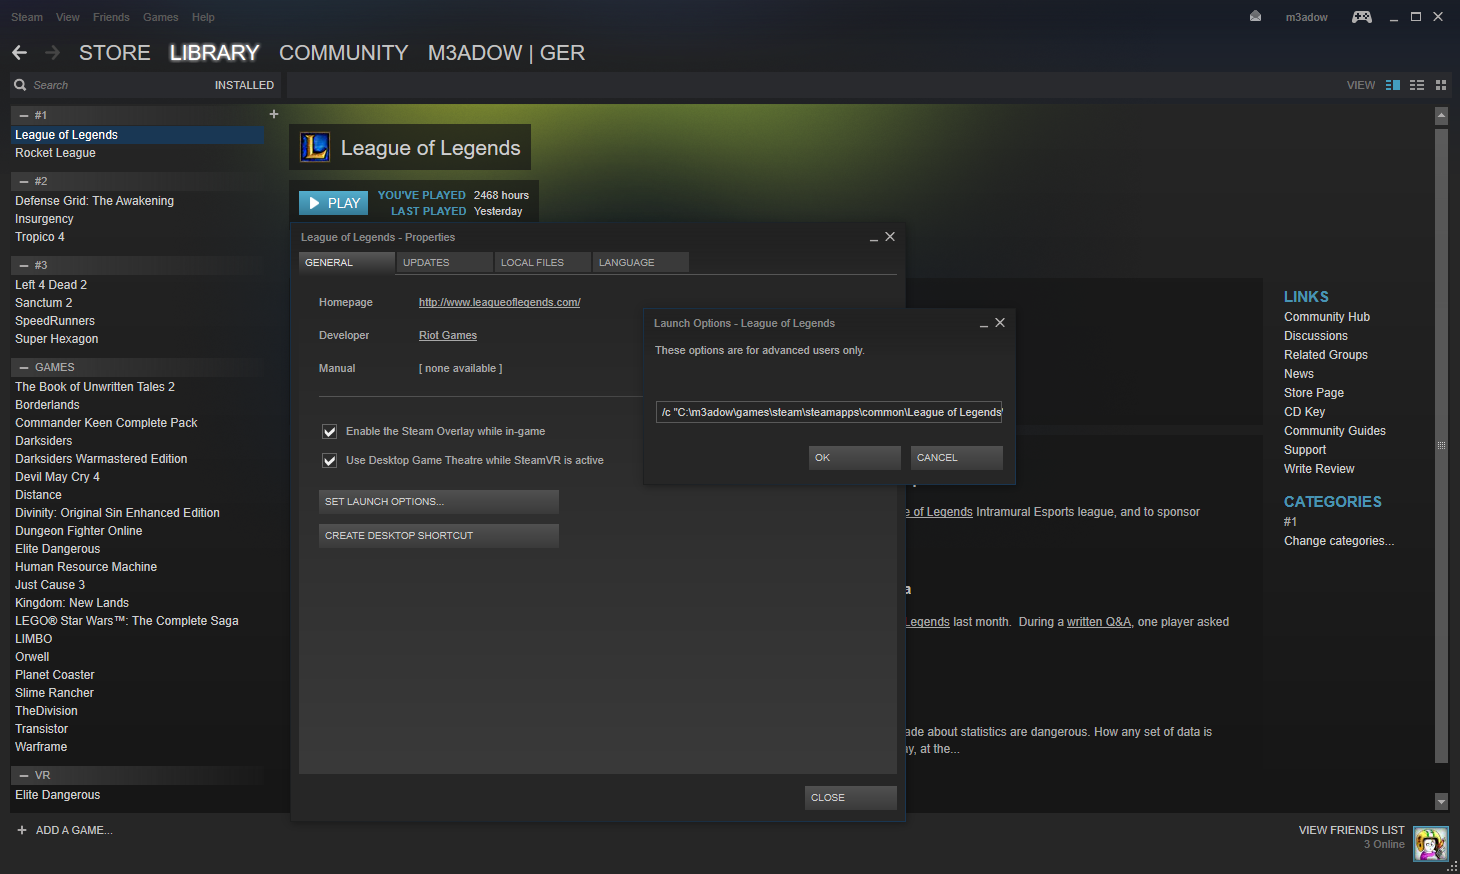 Steam View Friends Games Help
m3adow
STORE LIBRARY COMMUNITY M3ADOW | GER
Search INSTALLED
VIEW
#1
League of Legends
Rocket League
#2
Defense Grid: The Awakening
Insurgency
Tropico 4
#3
Left 4 Dead 2
Sanctum 2
SpeedRunners
Super Hexagon
GAMES
The Book of Unwritten Tales 2
Borderlands
Commander Keen Complete Pack
Darksiders
Darksiders Warmastered Edition
Devil May Cry 4
Distance
Divinity: Original Sin Enhanced Edition
Dungeon Fighter Online
Elite Dangerous
Human Resource Machine
Just Cause 3
Kingdom: New Lands
LEGO® Star Wars™: The Complete Saga
LIMBO
Orwell
Planet Coaster
Slime Rancher
TheDivision
Transistor
Warframe
VR
Elite Dangerous
ADD A GAME...
League of Legends
PLAY
YOU'VE PLAYED 2468 hours
LAST PLAYED Yesterday
League of Legends - Properties
GENERAL UPDATES LOCAL FILES LANGUAGE
Homepage http://www.leagueoflegends.com/
Developer Riot Games
Manual [ none available ]
Enable the Steam Overlay while in-game
Use Desktop Game Theatre while SteamVR is active
SET LAUNCH OPTIONS...
CREATE DESKTOP SHORTCUT
CLOSE
Launch Options - League of Legends
These options are for advanced users only.
/c "C:\m3adow\games\steam\steamapps\common\League of Legends
OK CANCEL
e of Legends Intramural Esports league, and to sponsor
a
Legends last month. During a written Q&A, one player asked
ade about statistics are dangerous. How any set of data is
y, at the...
LINKS
Community Hub
Discussions
Related Groups
News
Store Page
CD Key
Community Guides
Support
Write Review
CATEGORIES
#1
Change categories...
VIEW FRIENDS LIST
3 Online